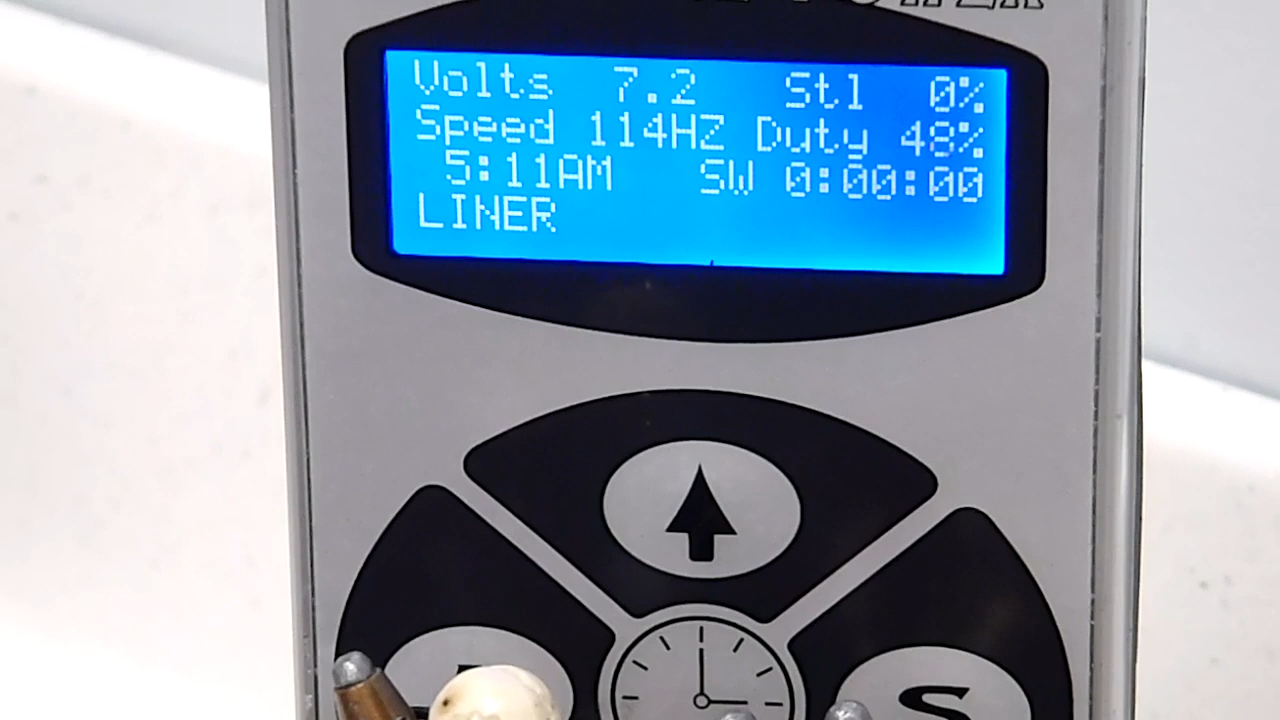 Volts 7.2 Stl 0%
Speed 114HZ Duty 48%
5:11AM SW 0:00:00
LINER
S